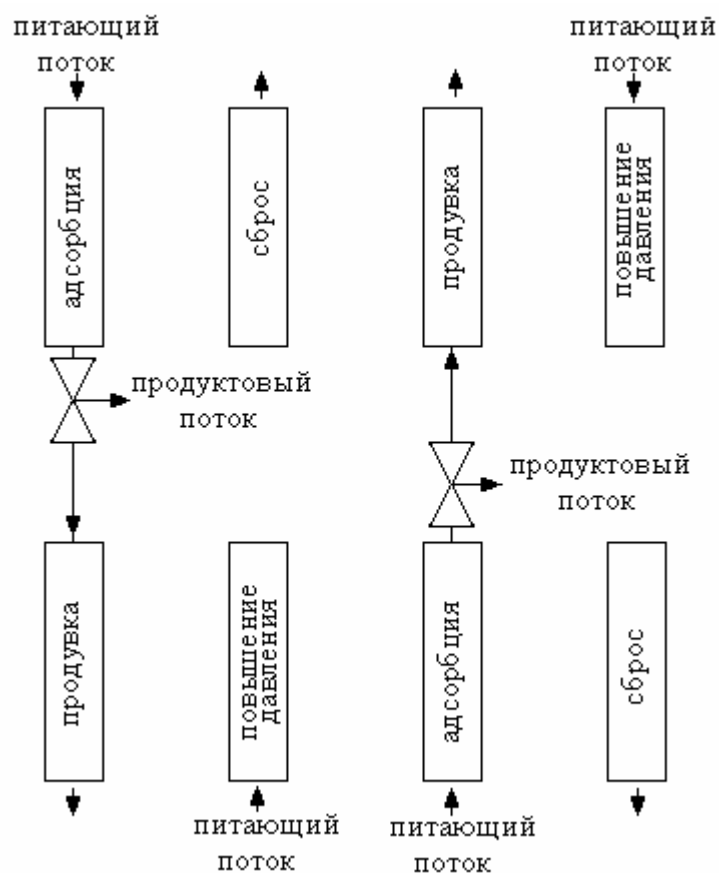 питающий
поток
питающий
поток
адсорбция
сброс
продувка
повышение
давления
продуктовый
поток
продуктовый
поток
продувка
повышение
давления
адсорбция
сброс
питающий
поток
питающий
поток